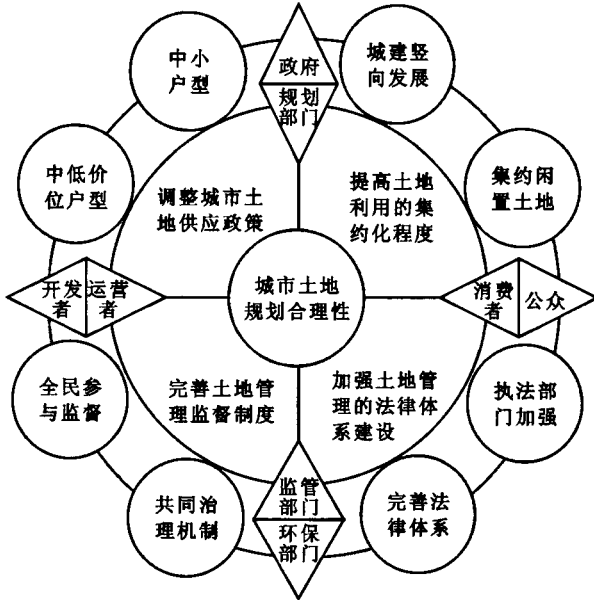 中小
户型
政府
规划
部门
城建竖
向发展
中低价
位户型
调整城市土
地供应政策
提高土地
利用的集
约化程度
集约闲
置土地
开发
者
运营
者
城市土地
规划合理性
消费
者
公众
全民参
与监督
完善土地管
理监督制度
加强土地管
理的法律体
系建设
执法部
门加强
共同治
理机制
监管
部门
环保
部门
完善法
律体系